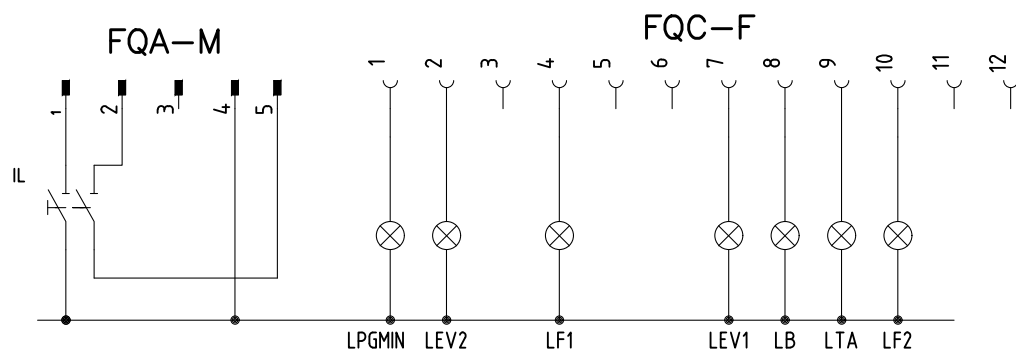 FQA-M
FQC-F
1 2 3 4 5
1 2 3 4 5 6 7 8 9 10 11 12
IL
LPGMIN LEV2 LF1 LEV1 LB LTA LF2